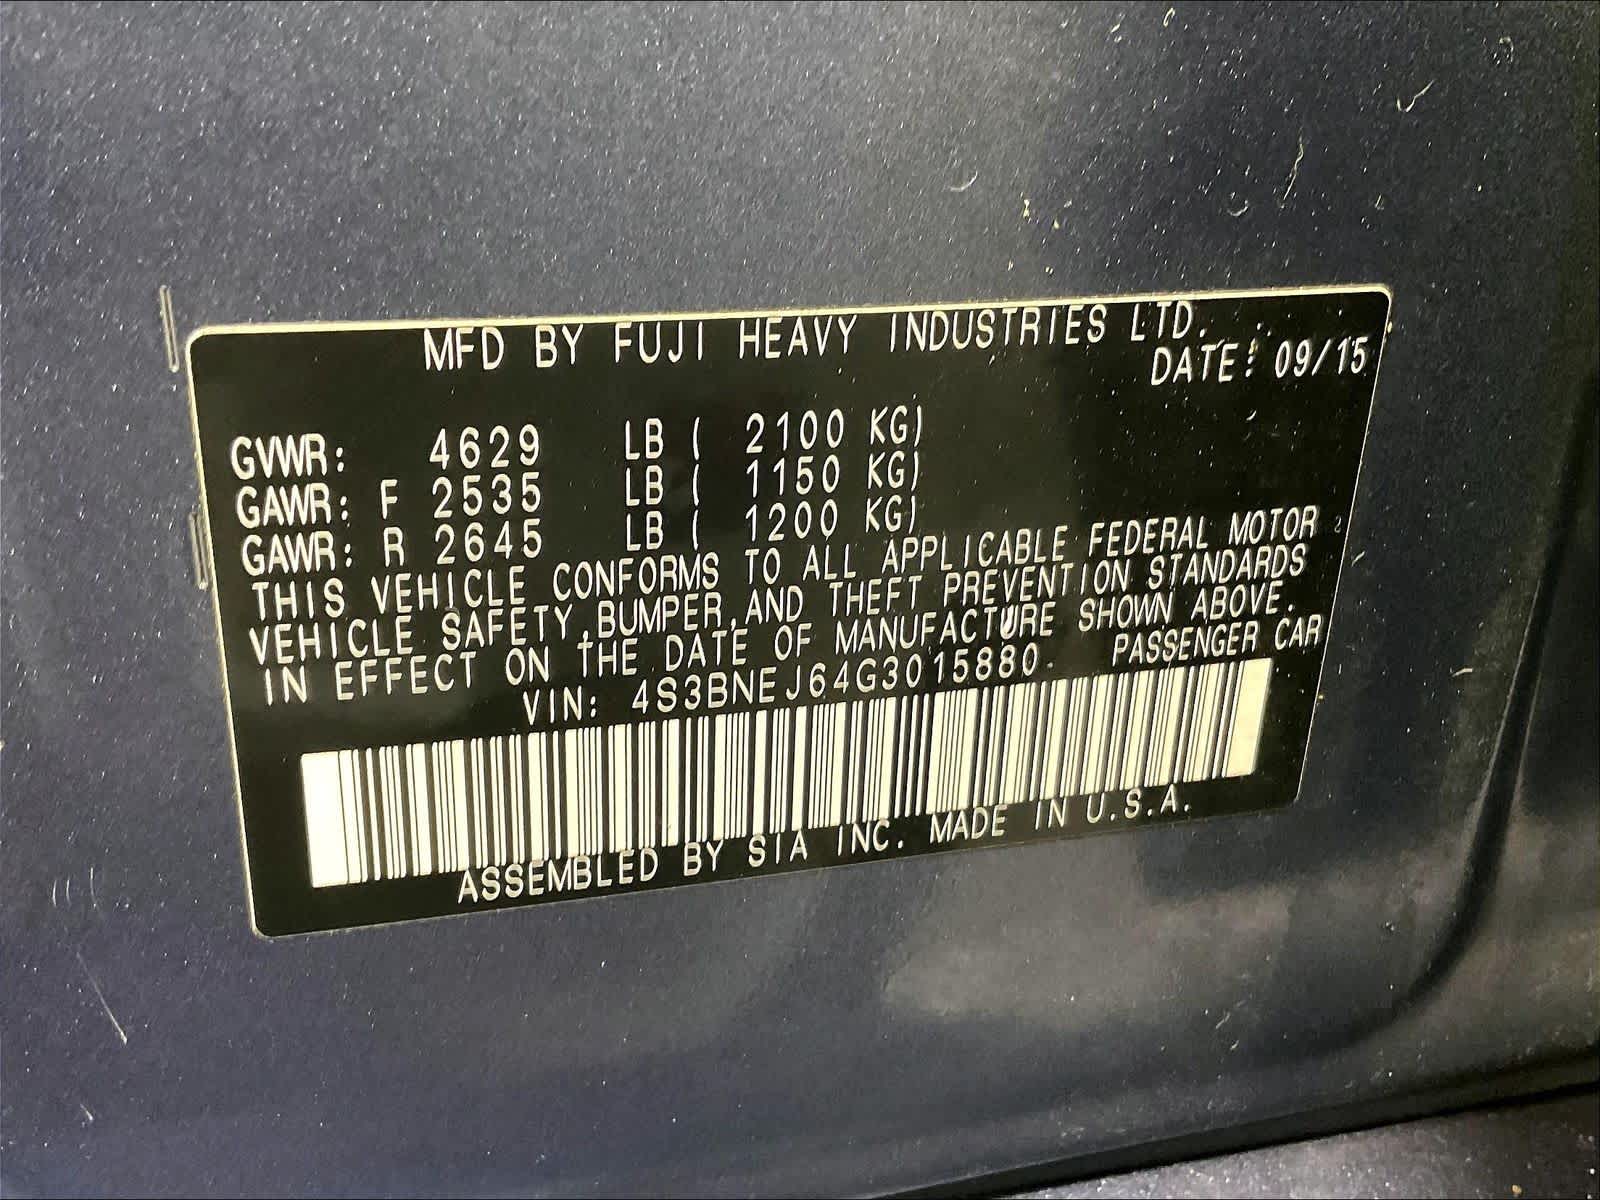 MFD BY FUJI HEAVY INDUSTRIES LTD.
DATE: 09/15
GVWR: 4629 LB ( 2100 KG)
GAWR: F 2535 LB ( 1150 KG)
GAWR: R 2645 LB ( 1200 KG)
THIS VEHICLE CONFORMS TO ALL APPLICABLE FEDERAL MOTOR
VEHICLE SAFETY,BUMPER,AND THEFT PREVENTION STANDARDS
IN EFFECT ON THE DATE OF MANUFACTURE SHOWN ABOVE.
VIN: 4S3BNEJ64G3015880 PASSENGER CAR
ASSEMBLED BY SIA INC. MADE IN U.S.A.